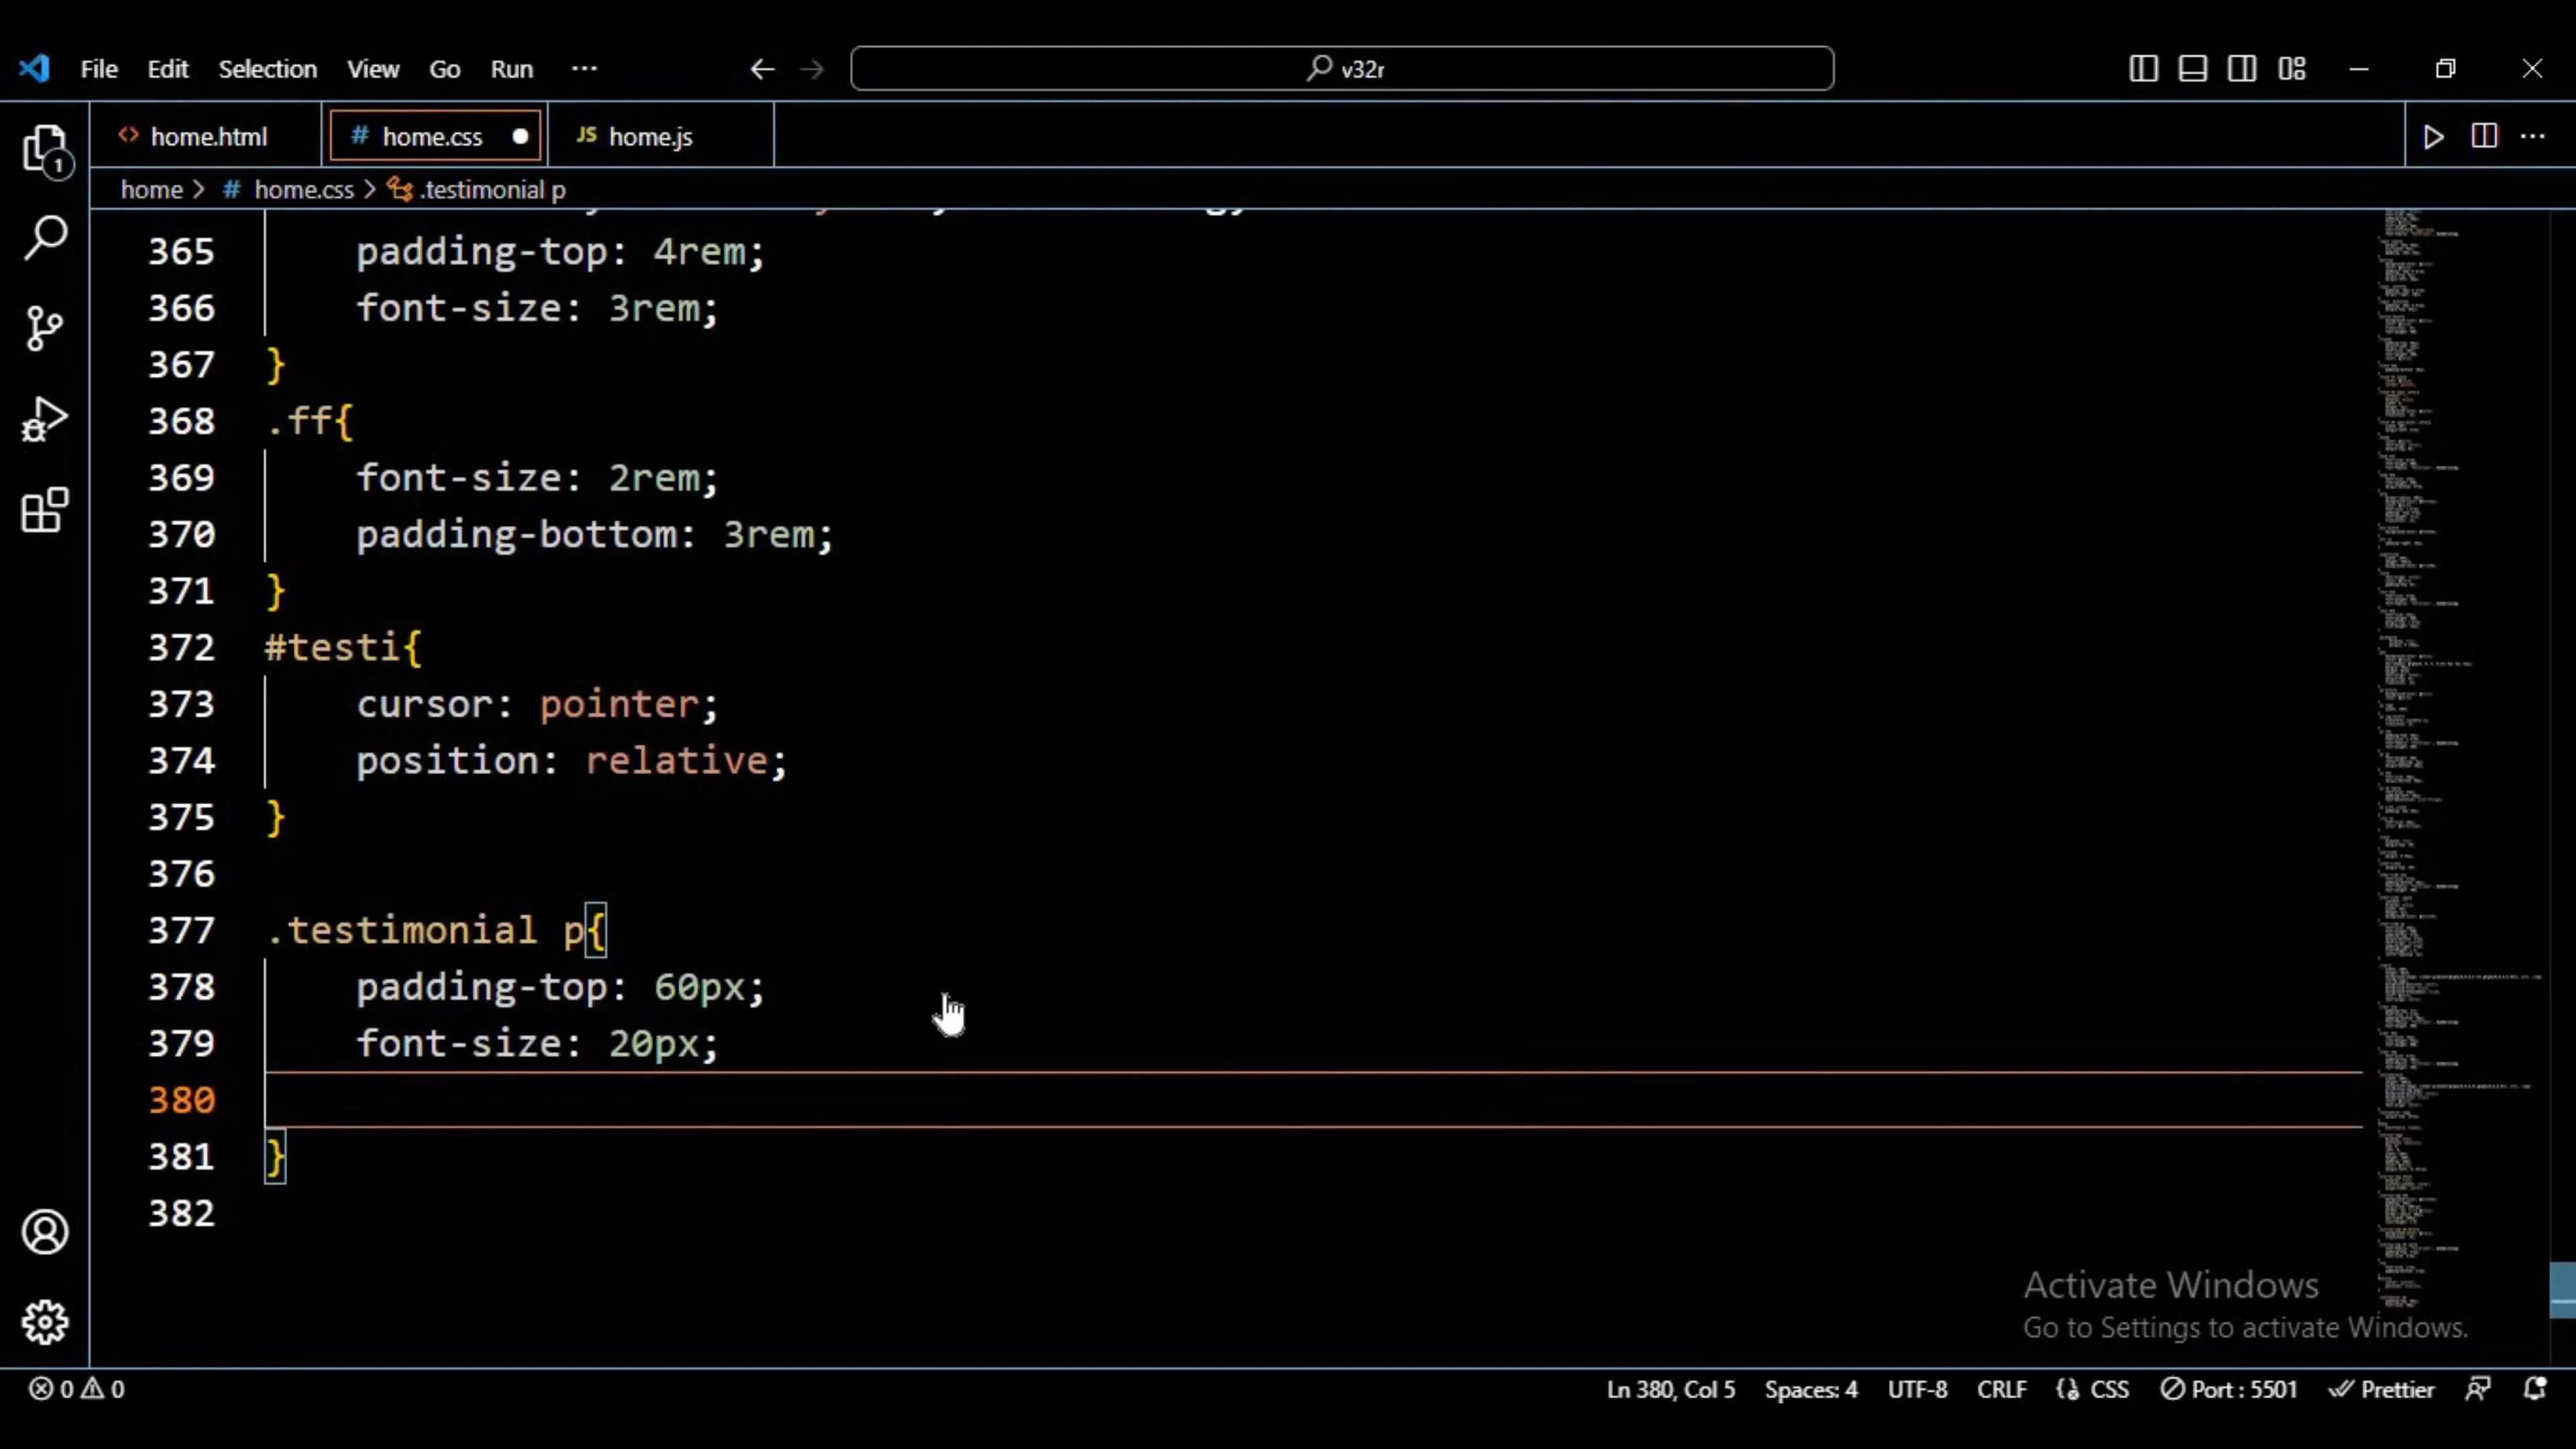 File Edit Selection View Go Run ··· v32r
home.html home.css JS home.js
home > # home.css > .testimonial p
365 padding-top: 4rem;
366 font-size: 3rem;
367 }
368 .ff{
369 font-size: 2rem;
370 padding-bottom: 3rem;
371 }
372 #testi{
373 cursor: pointer;
374 position: relative;
375 }
376
377 .testimonial p{
378 padding-top: 60px;
379 font-size: 20px;
380
381 }
382
Activate Windows
Go to Settings to activate Windows.
0 0 Ln 380, Col 5 Spaces: 4 UTF-8 CRLF CSS Port : 5501 Prettier